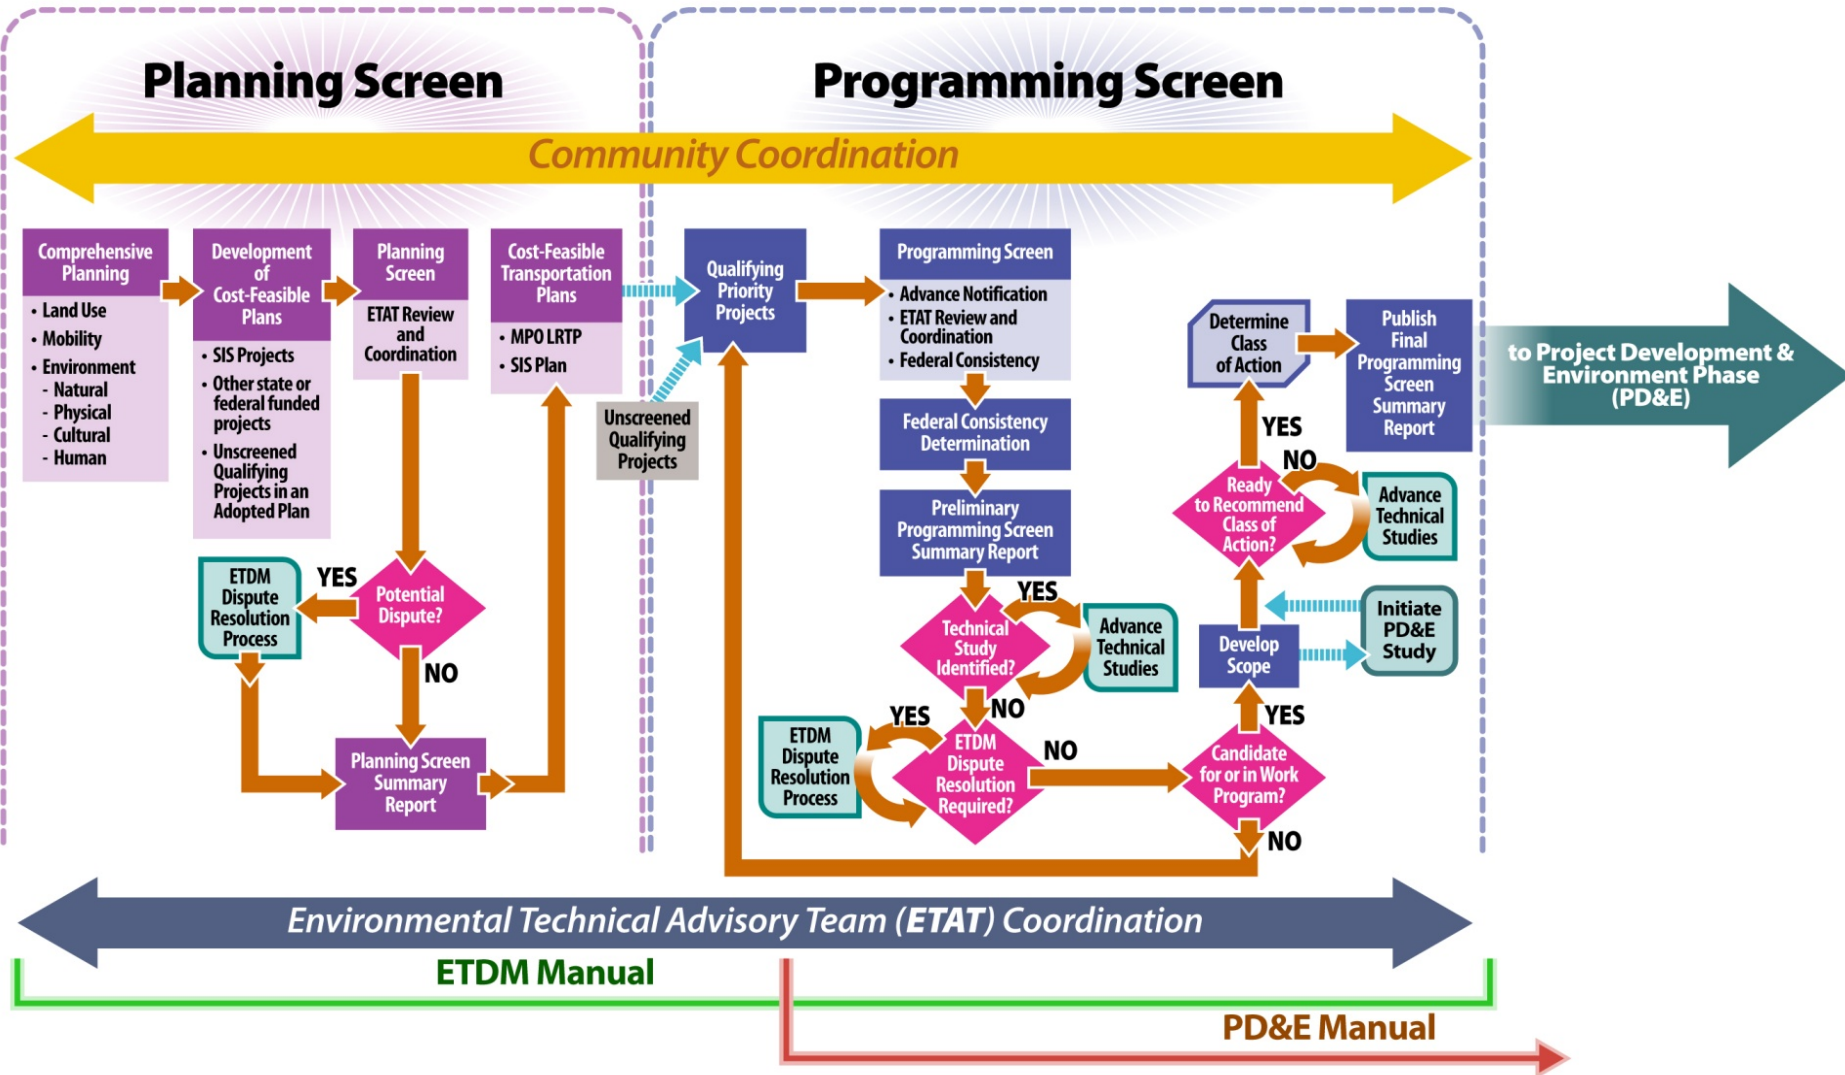 Planning Screen
Programming Screen
Community Coordination
Comprehensive
Planning
• Land Use
• Mobility
• Environment
- Natural
- Physical
- Cultural
- Human
Development
of
Cost-Feasible
Plans
• SIS Projects
• Other state or
federal funded
projects
• Unscreened
Qualifying
Projects in an
Adopted Plan
Planning
Screen
ETAT Review
and
Coordination
Cost-Feasible
Transportation
Plans
• MPO LRTP
• SIS Plan
Unscreened
Qualifying
Projects
ETDM
Dispute
Resolution
Process
YES
Potential
Dispute?
NO
Planning Screen
Summary
Report
Qualifying
Priority
Projects
Programming Screen
• Advance Notification
• ETAT Review and
Coordination
• Federal Consistency
Federal Consistency
Determination
Preliminary
Programming Screen
Summary Report
YES
Technical
Study
Identified?
Advance
Technical
Studies
NO
YES
ETDM
Dispute
Resolution
Process
ETDM
Dispute
Resolution
Required?
NO
Candidate
for or in Work
Program?
NO
YES
Develop
Scope
Initiate
PD&E
Study
Ready
to Recommend
Class of
Action?
NO
Advance
Technical
Studies
YES
Determine
Class
of Action
Publish
Final
Programming
Screen
Summary
Report
to Project Development &
Environment Phase
(PD&E)
Environmental Technical Advisory Team (ETAT) Coordination
ETDM Manual
PD&E Manual